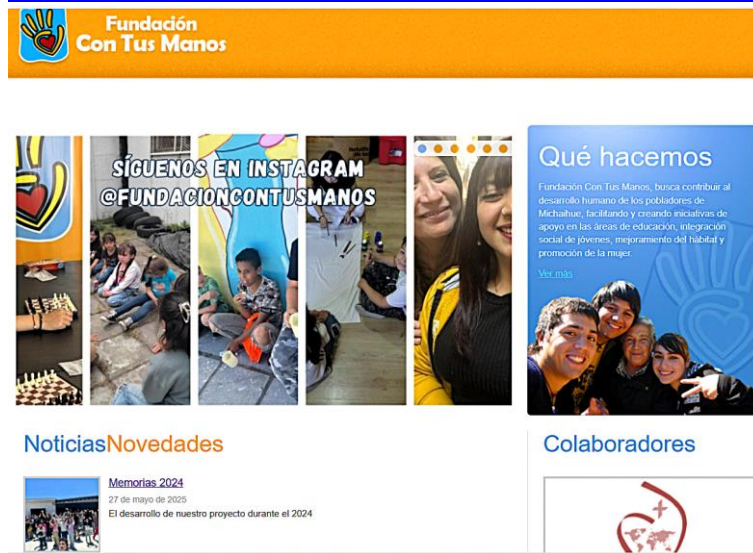 Fundación
Con Tus Manos
SÍGUENOS EN INSTAGRAM
@FUNDACIONCONTUSMANOS
Qué hacemos
Fundación Con Tus Manos, busca contribuir al
desarrollo humano de los pobladores de
Michaihue, facilitando y creando iniciativas de
apoyo en las áreas de educación, integración
social de jóvenes, mejoramiento del hábitat y
promoción de la mujer.
Ver más
NoticiasNovedades
Memorias 2024
27 de mayo de 2025
El desarrollo de nuestro proyecto durante el 2024
Colaboradores